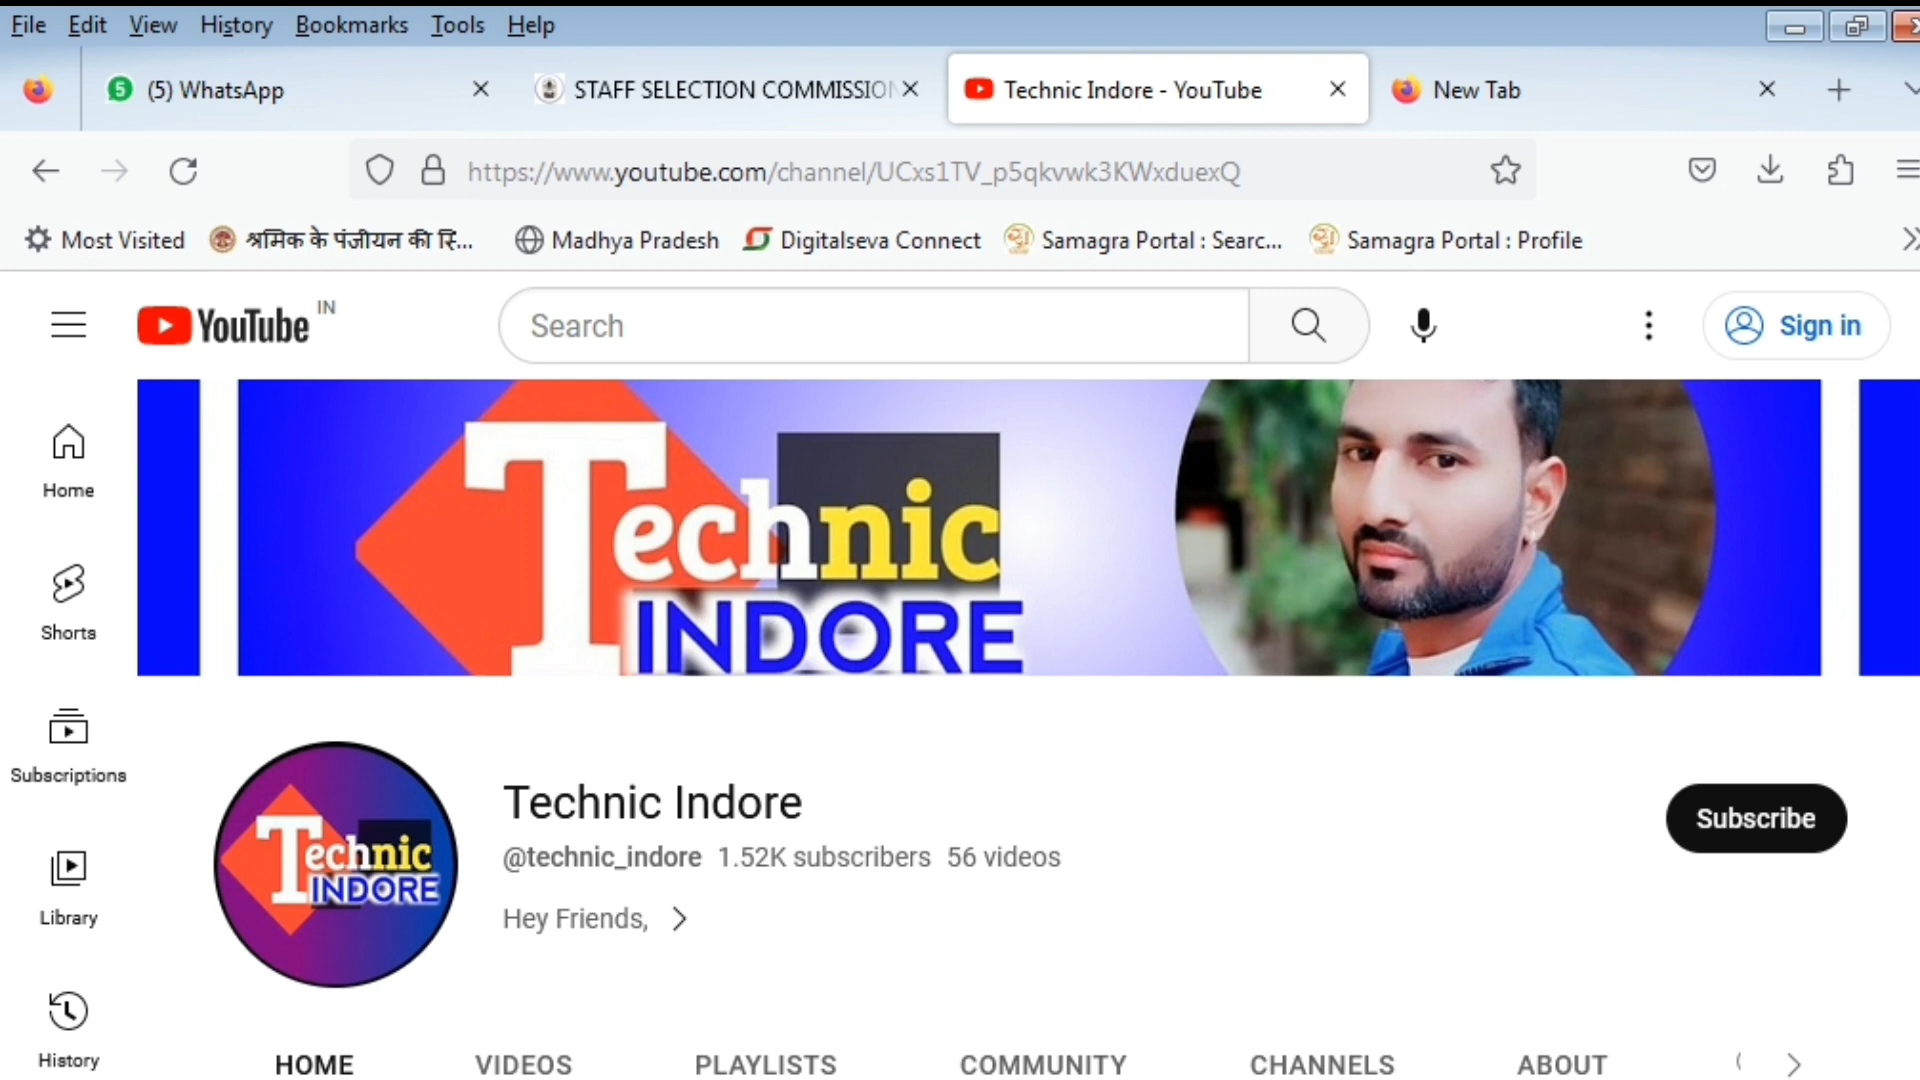 File Edit View History Bookmarks Tools Help
5 (5) WhatsApp STAFF SELECTION COMMISSION Technic Indore - YouTube New Tab
https://www.youtube.com/channel/UCxs1TV_p5qkvwk3KWxduexQ
Most Visited श्रमिक के पंजीयन की स्ि... Madhya Pradesh Digitalseva Connect Samagra Portal : Searc... Samagra Portal : Profile
YouTube IN Search Sign in
Home
Technic
INDORE
Shorts
Subscriptions
Technic
INDORE
Technic Indore
Subscribe
@technic_indore 1.52K subscribers 56 videos
Library
Hey Friends,
History
HOME VIDEOS PLAYLISTS COMMUNITY CHANNELS ABOUT